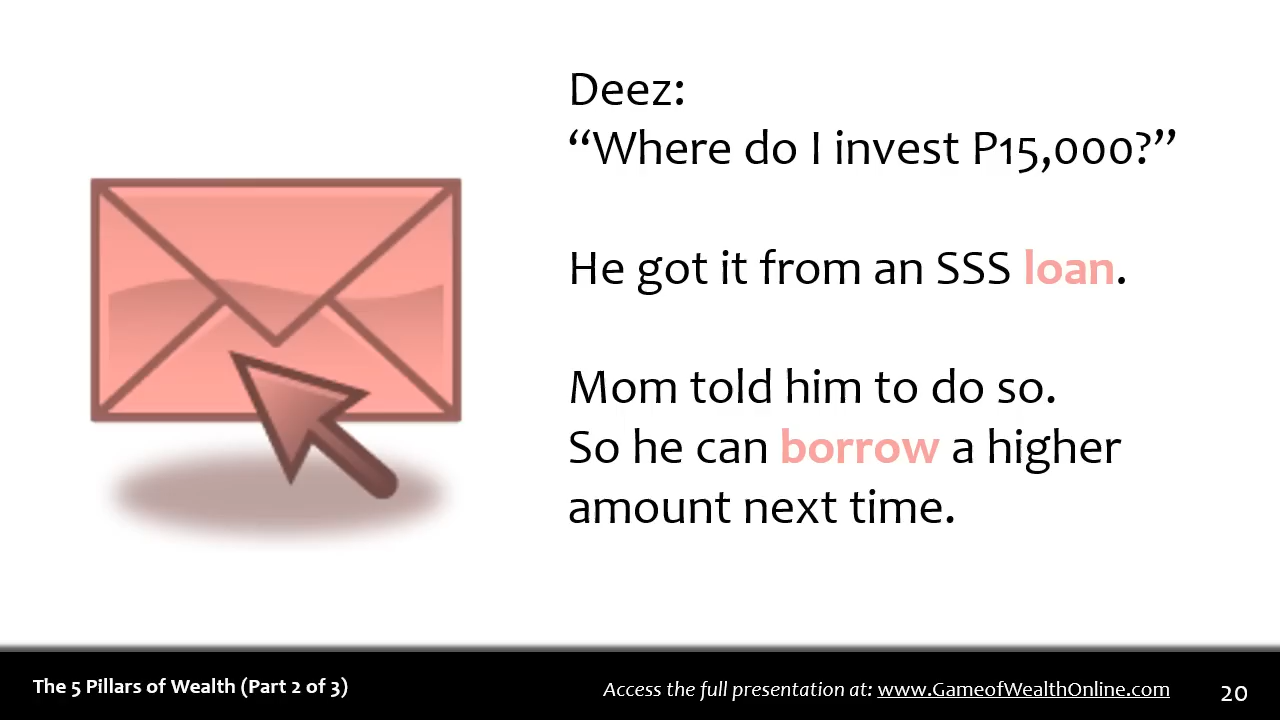 Deez:
“Where do I invest P15,000?”
He got it from an SSS loan.
Mom told him to do so.
So he can borrow a higher
amount next time.
The 5 Pillars of Wealth (Part 2 of 3)
Access the full presentation at: www.GameofWealthOnline.com
20